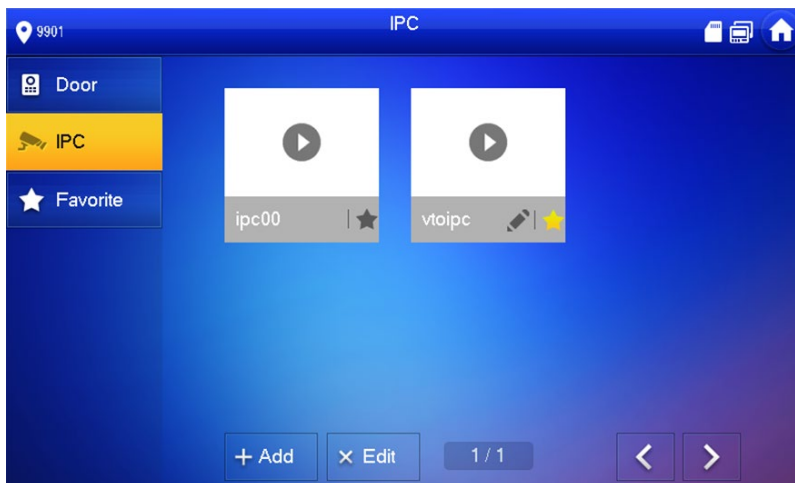 9901
IPC
Door
IPC
Favorite
ipc00
vtoipc
+ Add
× Edit
1 / 1